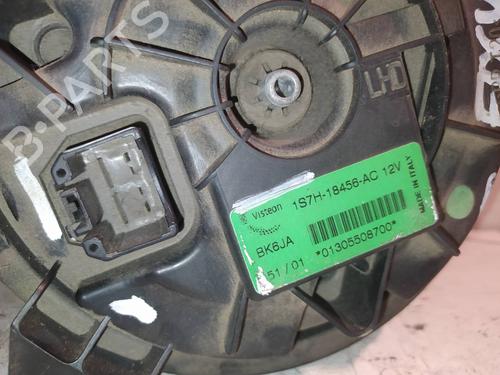 LHD
Visteon 1S7H-18456-AC 12V
BK6JA
51/01 *01305508700*
MADE IN ITALY
B-PARTS